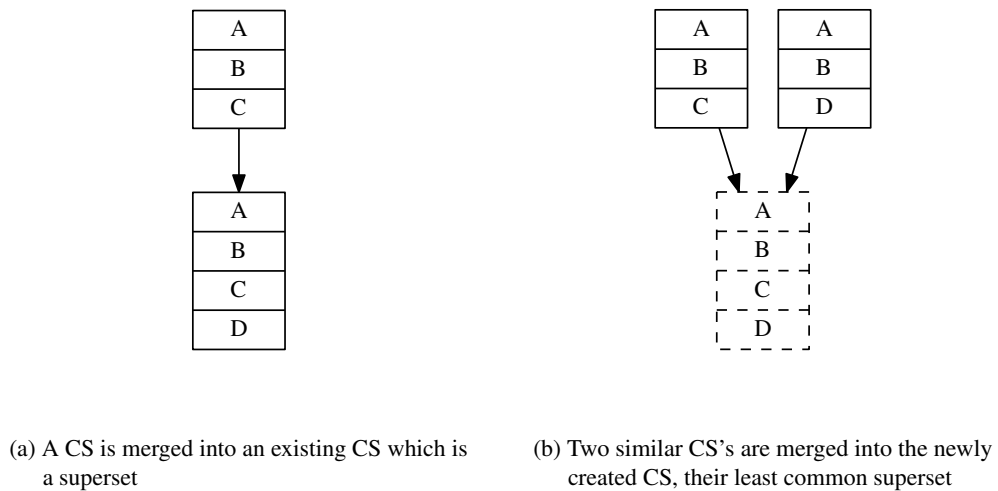 A
B
C
A
B
C
D
(a) A CS is merged into an existing CS which is
a superset
A
B
C
A
B
D
A
B
C
D
(b) Two similar CS's are merged into the newly
created CS, their least common superset